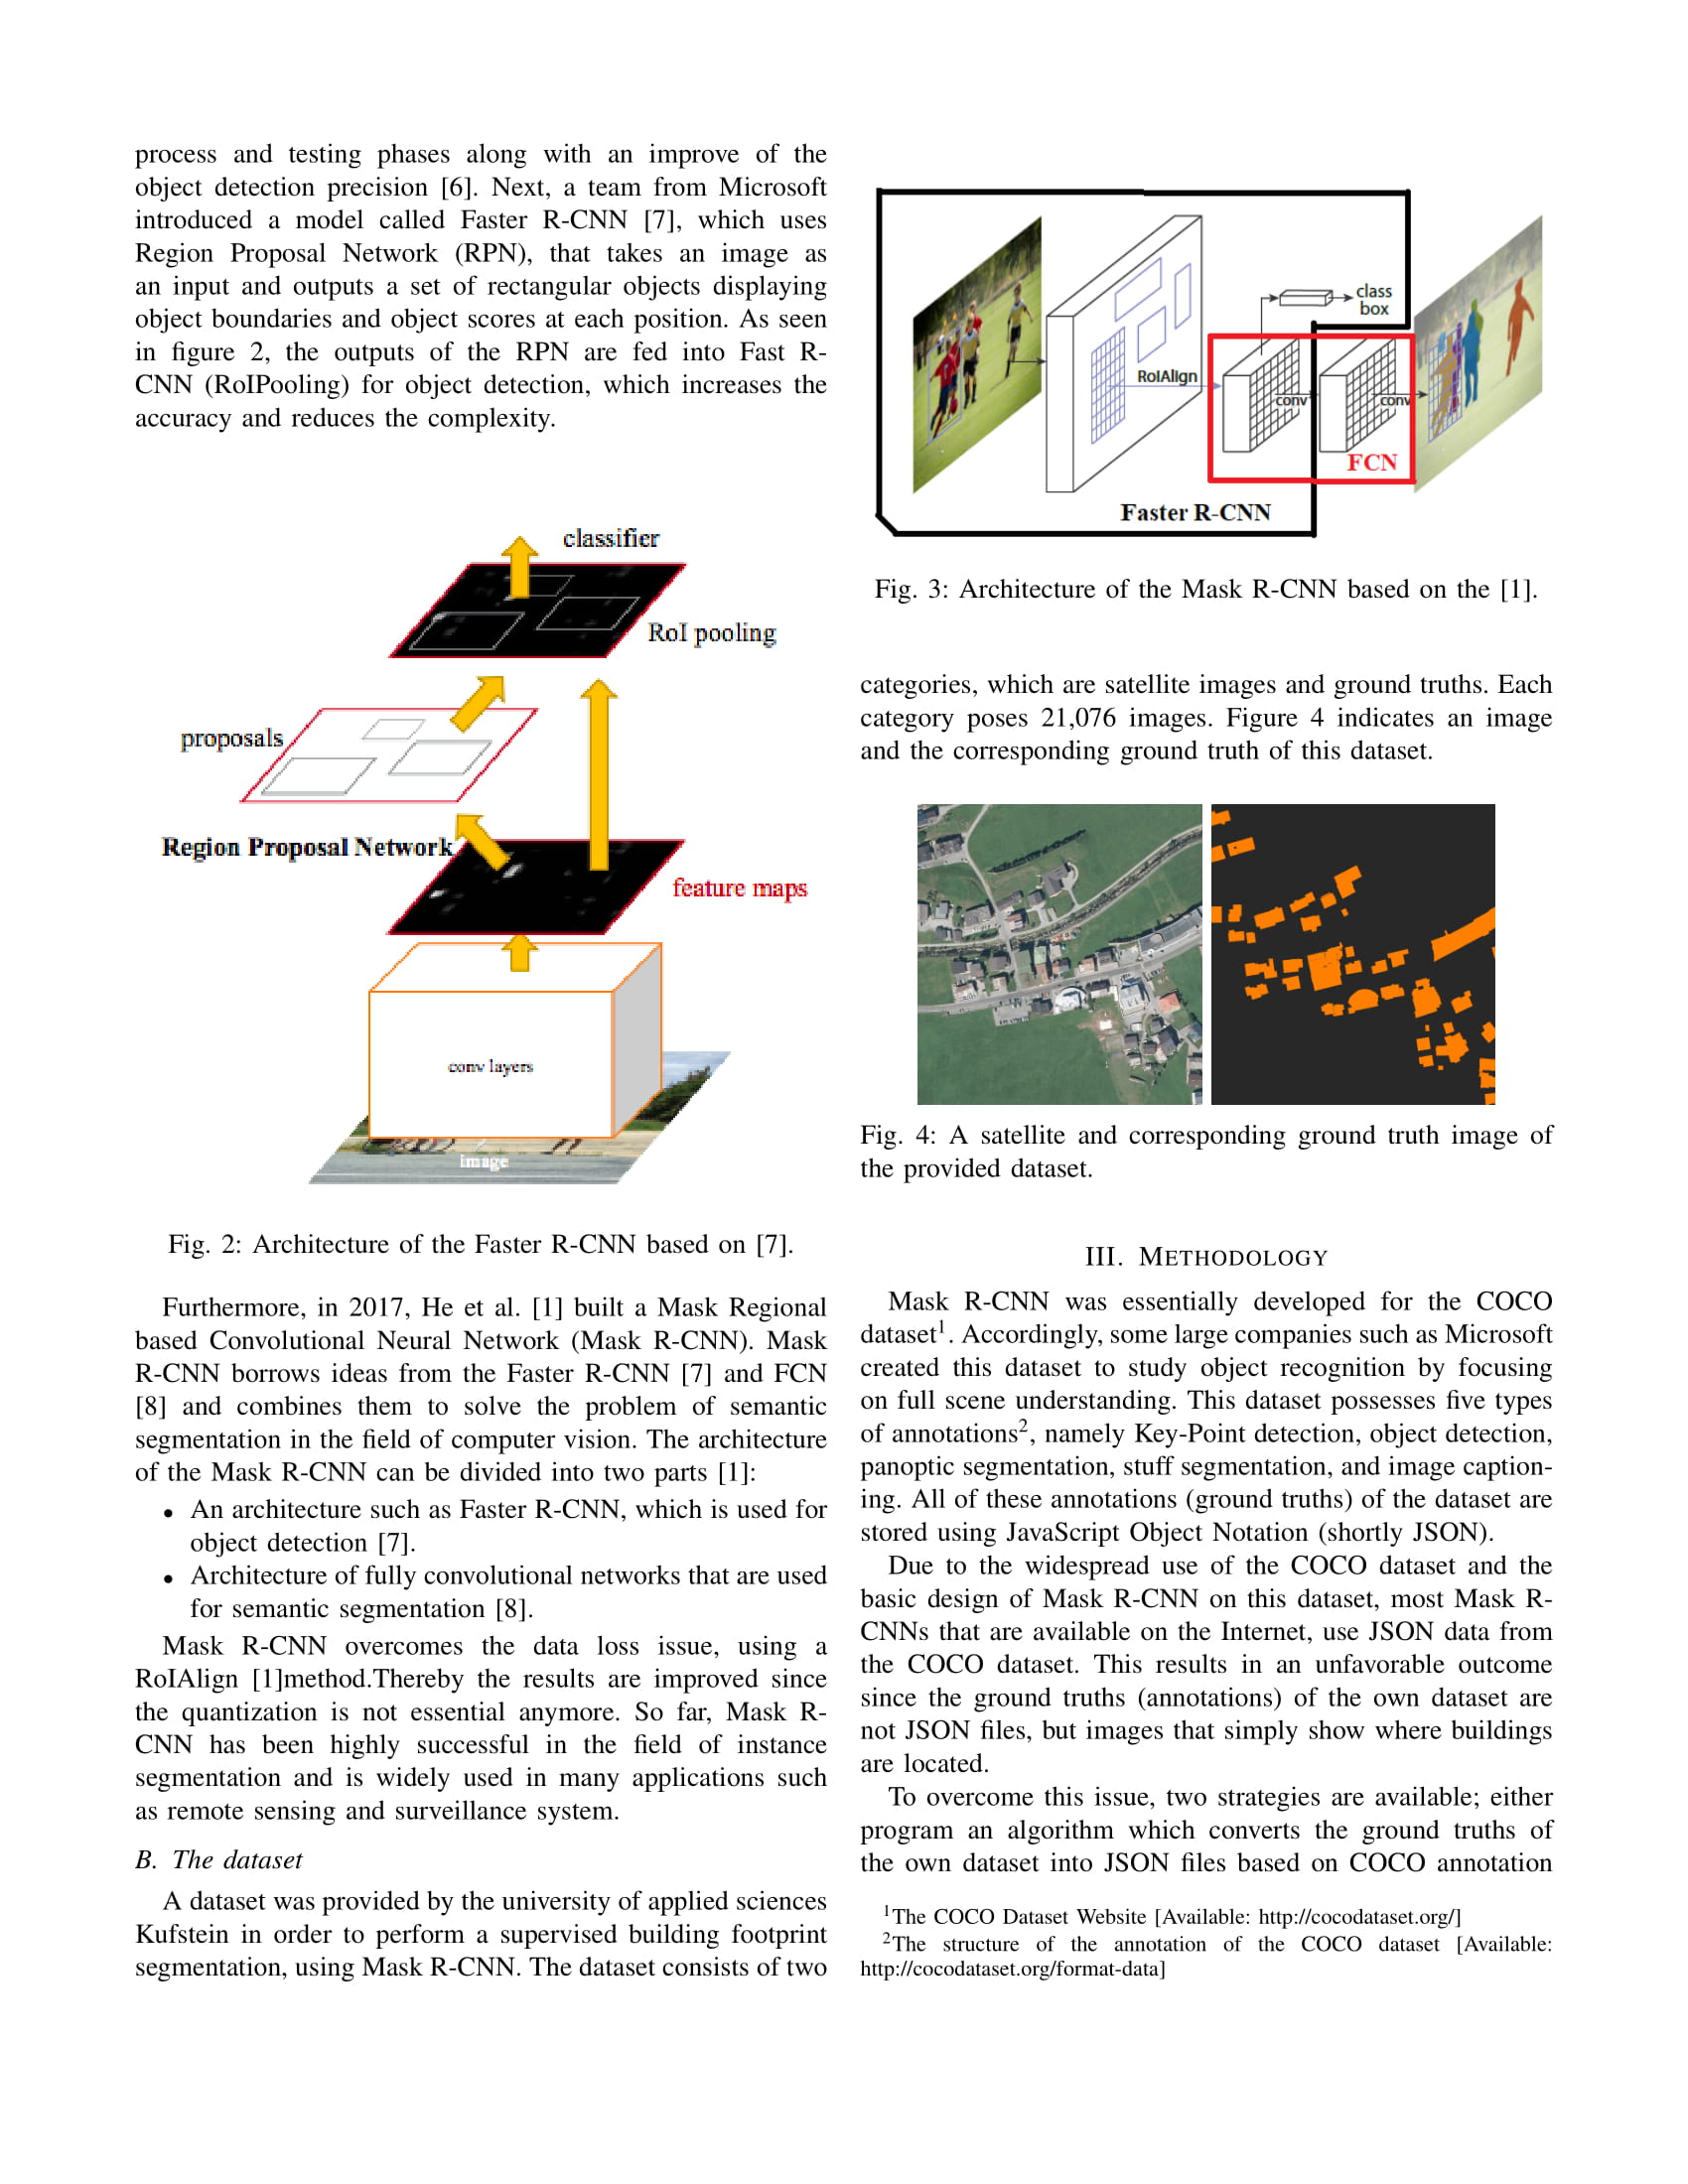 process and testing phases along with an improve of the
object detection precision [6]. Next, a team from Microsoft
introduced a model called Faster R-CNN [7], which uses
Region Proposal Network (RPN), that takes an image as
an input and outputs a set of rectangular objects displaying
object boundaries and object scores at each position. As seen
in figure 2, the outputs of the RPN are fed into Fast R-
CNN (RoIPooling) for object detection, which increases the
accuracy and reduces the complexity.
classifier
RoI pooling
proposals
Region Proposal Network
feature maps
conv layers
image
Fig. 2: Architecture of the Faster R-CNN based on [7].
Furthermore, in 2017, He et al. [1] built a Mask Regional
based Convolutional Neural Network (Mask R-CNN). Mask
R-CNN borrows ideas from the Faster R-CNN [7] and FCN
[8] and combines them to solve the problem of semantic
segmentation in the field of computer vision. The architecture
of the Mask R-CNN can be divided into two parts [1]:
• An architecture such as Faster R-CNN, which is used for
object detection [7].
• Architecture of fully convolutional networks that are used
for semantic segmentation [8].
Mask R-CNN overcomes the data loss issue, using a
RoIAlign [1]method.Thereby the results are improved since
the quantization is not essential anymore. So far, Mask R-
CNN has been highly successful in the field of instance
segmentation and is widely used in many applications such
as remote sensing and surveillance system.
B. The dataset
A dataset was provided by the university of applied sciences
Kufstein in order to perform a supervised building footprint
segmentation, using Mask R-CNN. The dataset consists of two
class
box
RoIAlign
conv
conv
FCN
Faster R-CNN
Fig. 3: Architecture of the Mask R-CNN based on the [1].
categories, which are satellite images and ground truths. Each
category poses 21,076 images. Figure 4 indicates an image
and the corresponding ground truth of this dataset.
Fig. 4: A satellite and corresponding ground truth image of
the provided dataset.
III. METHODOLOGY
Mask R-CNN was essentially developed for the COCO
dataset1. Accordingly, some large companies such as Microsoft
created this dataset to study object recognition by focusing
on full scene understanding. This dataset possesses five types
of annotations2, namely Key-Point detection, object detection,
panoptic segmentation, stuff segmentation, and image caption-
ing. All of these annotations (ground truths) of the dataset are
stored using JavaScript Object Notation (shortly JSON).
Due to the widespread use of the COCO dataset and the
basic design of Mask R-CNN on this dataset, most Mask R-
CNNs that are available on the Internet, use JSON data from
the COCO dataset. This results in an unfavorable outcome
since the ground truths (annotations) of the own dataset are
not JSON files, but images that simply show where buildings
are located.
To overcome this issue, two strategies are available; either
program an algorithm which converts the ground truths of
the own dataset into JSON files based on COCO annotation
1The COCO Dataset Website [Available: http://cocodataset.org/]
2The structure of the annotation of the COCO dataset [Available:
http://cocodataset.org/format-data]